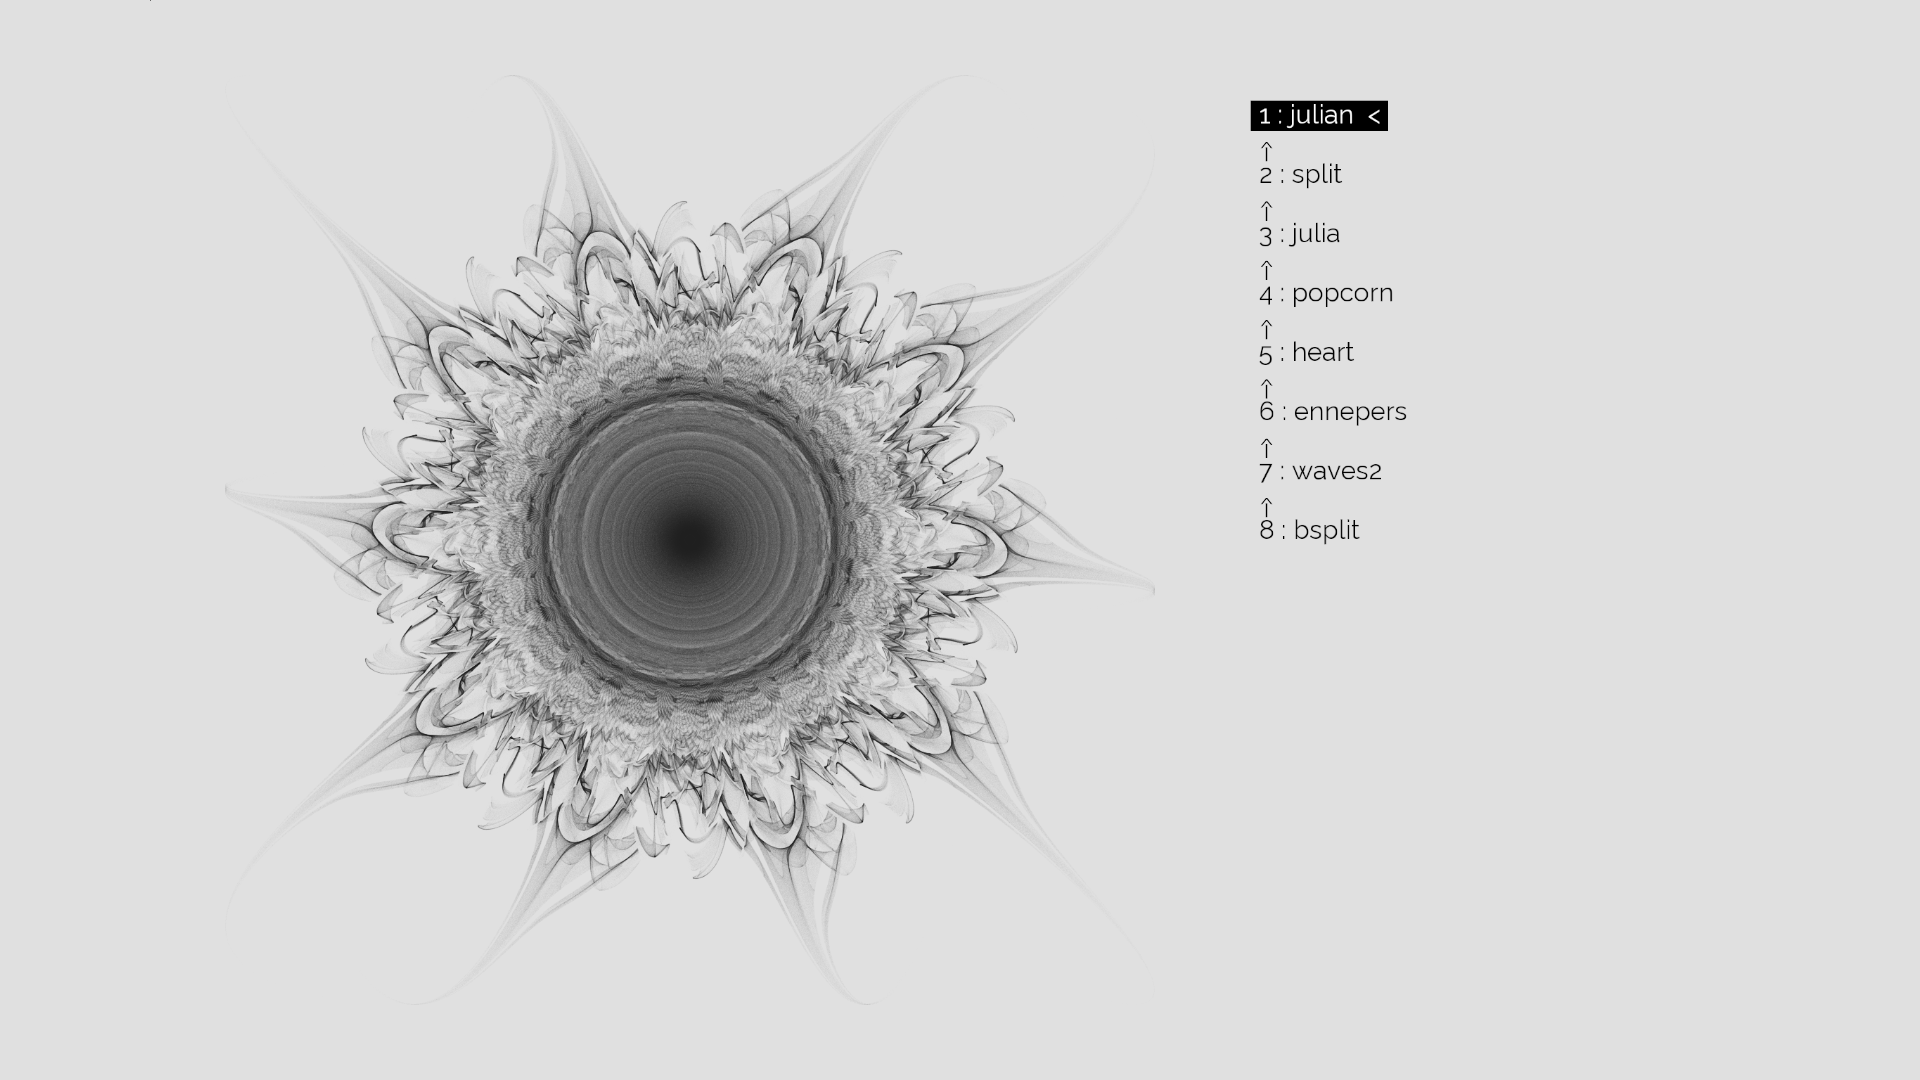 1 : julian <
↑
2 : split
↑
3 : julia
↑
4 : popcorn
↑
5 : heart
↑
6 : ennepers
↑
7 : waves2
↑
8 : bsplit